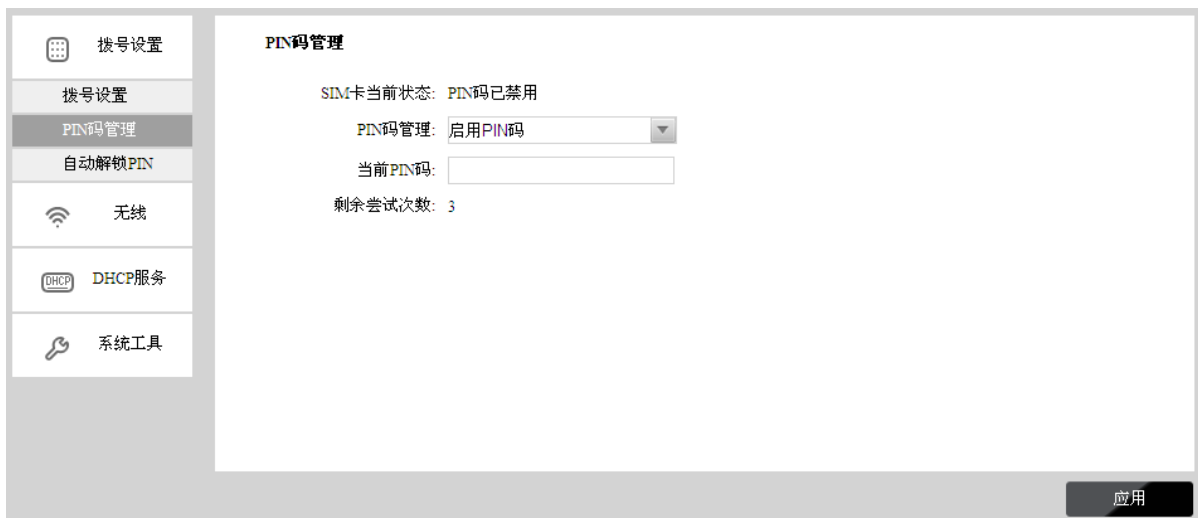 拨号设置
拨号设置
PIN码管理
自动解锁PIN
无线
DHCP
DHCP服务
系统工具
PIN码管理
SIM卡当前状态: PIN码已禁用
PIN码管理: 启用PIN码
当前PIN码:
剩余尝试次数: 3
应用